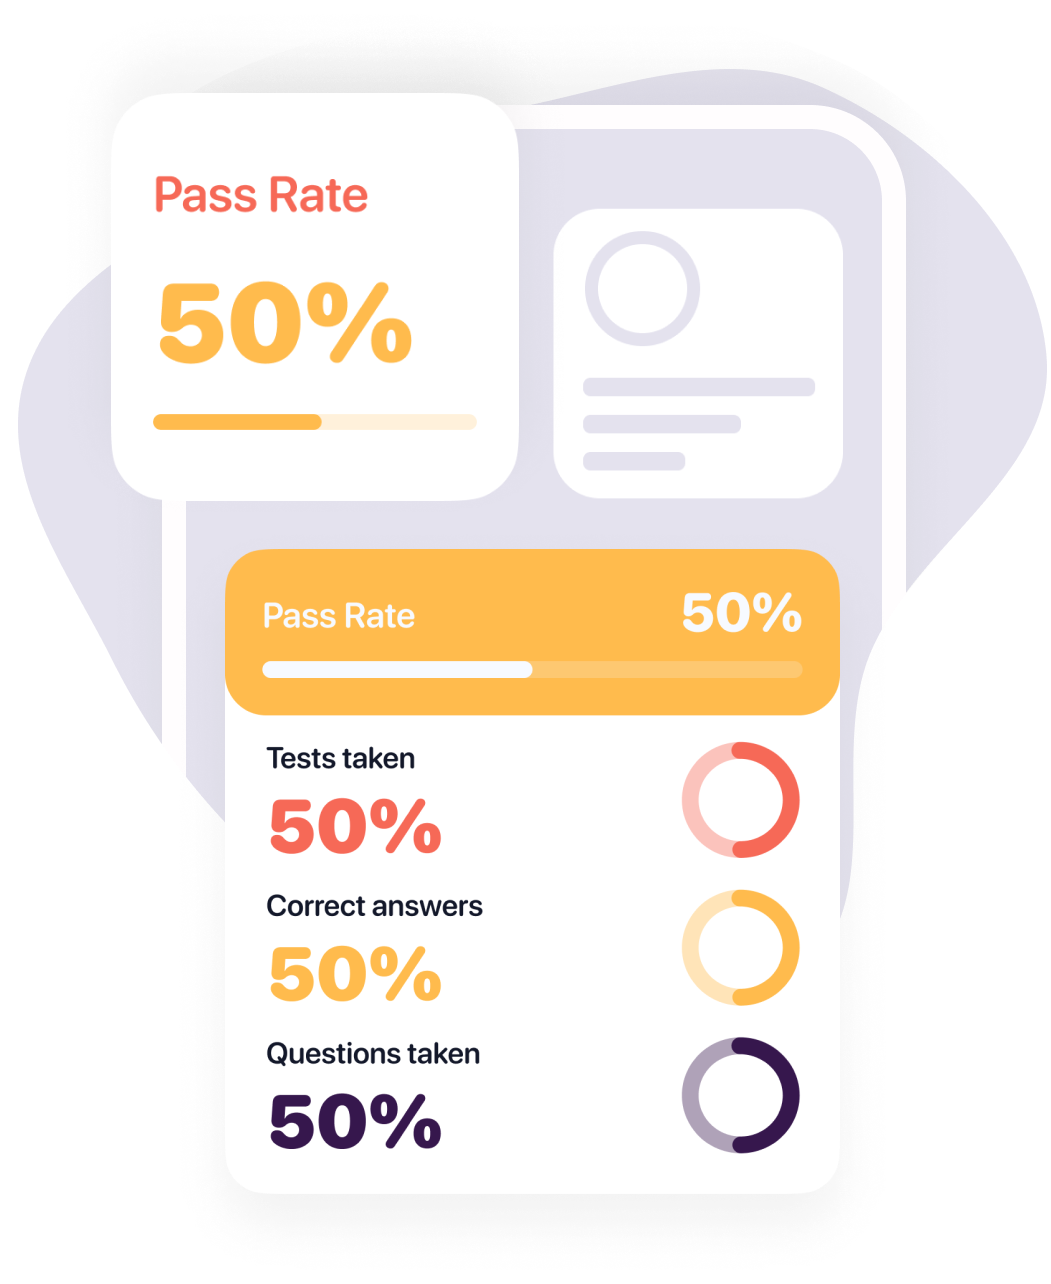 Pass Rate
50%
Pass Rate 50%
Tests taken
50%
Correct answers
50%
Questions taken
50%